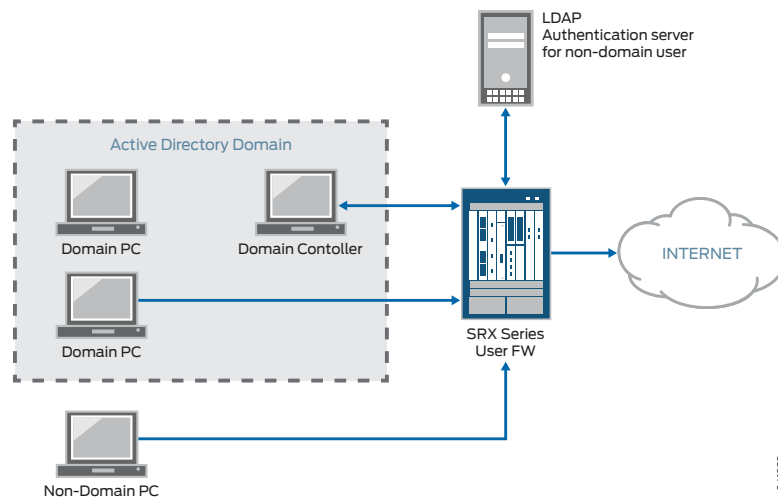 LDAP
Authentication server
for non-domain user
Active Directory Domain
Domain PC
Domain Contoller
Domain PC
SRX Series
User FW
INTERNET
Non-Domain PC